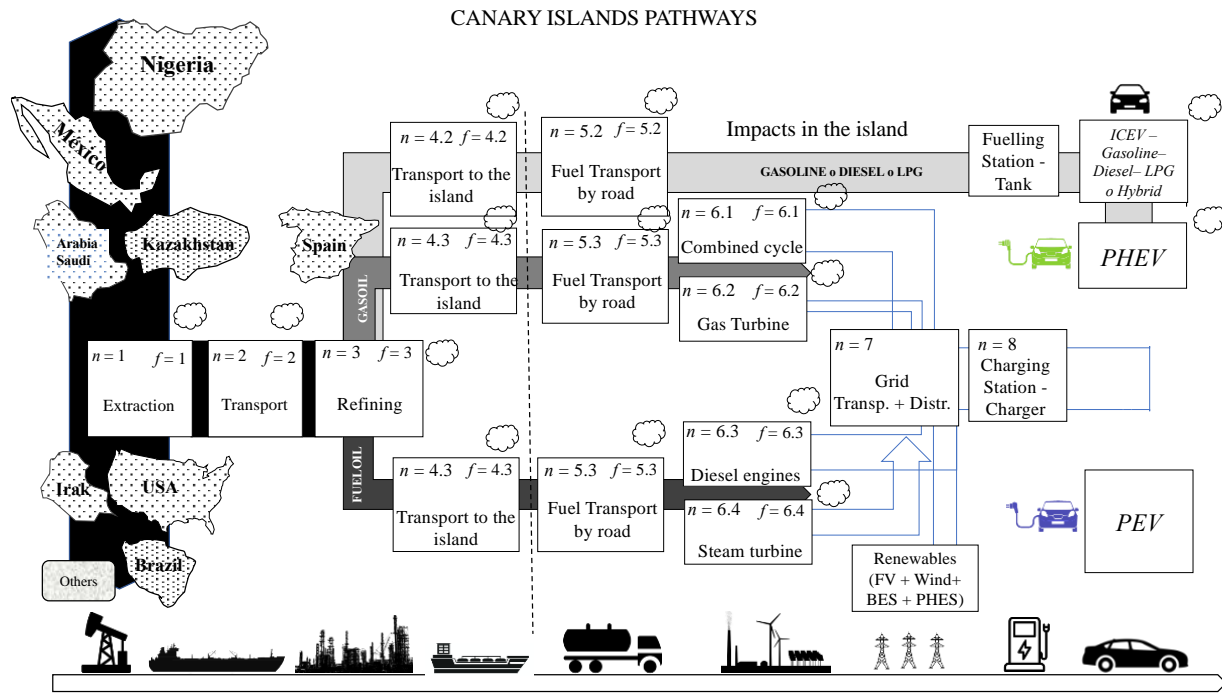 CANARY ISLANDS PATHWAYS
Nigeria
México
Arabia
Saudi
Kazakhstan
Spain
Irak
USA
Brazil
Others
n = 1 f = 1
Extraction
n = 2 f = 2
Transport
n = 3 f = 3
Refining
GASOIL
FUELOIL
n = 4.2 f = 4.2
Transport to the
island
n = 5.2 f = 5.2
Fuel Transport
by road
Impacts in the island
GASOLINE o DIESEL o LPG
Fuelling
Station -
Tank
ICEV –
Gasoline–
Diesel– LPG
o Hybrid
n = 4.3 f = 4.3
Transport to the
island
n = 5.3 f = 5.3
Fuel Transport
by road
n = 6.1 f = 6.1
Combined cycle
n = 6.2 f = 6.2
Gas Turbine
PHEV
n = 7
Grid
Transp. + Distr.
n = 8
Charging
Station -
Charger
n = 4.3 f = 4.3
Transport to the
island
n = 5.3 f = 5.3
Fuel Transport
by road
n = 6.3 f = 6.3
Diesel engines
n = 6.4 f = 6.4
Steam turbine
Renewables
(FV + Wind+
BES + PHES)
PEV